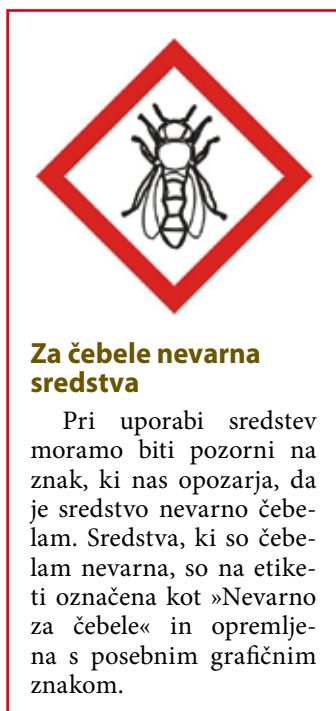 Za čebele nevarna
sredstva
Pri uporabi sredstev
moramo biti pozorni na
znak, ki nas opozarja, da
je sredstvo nevarno čebe-
lam. Sredstva, ki so čebe-
lam nevarna, so na etike-
ti označena kot »Nevarno
za čebele« in opremlje-
na s posebnim grafičnim
znakom.